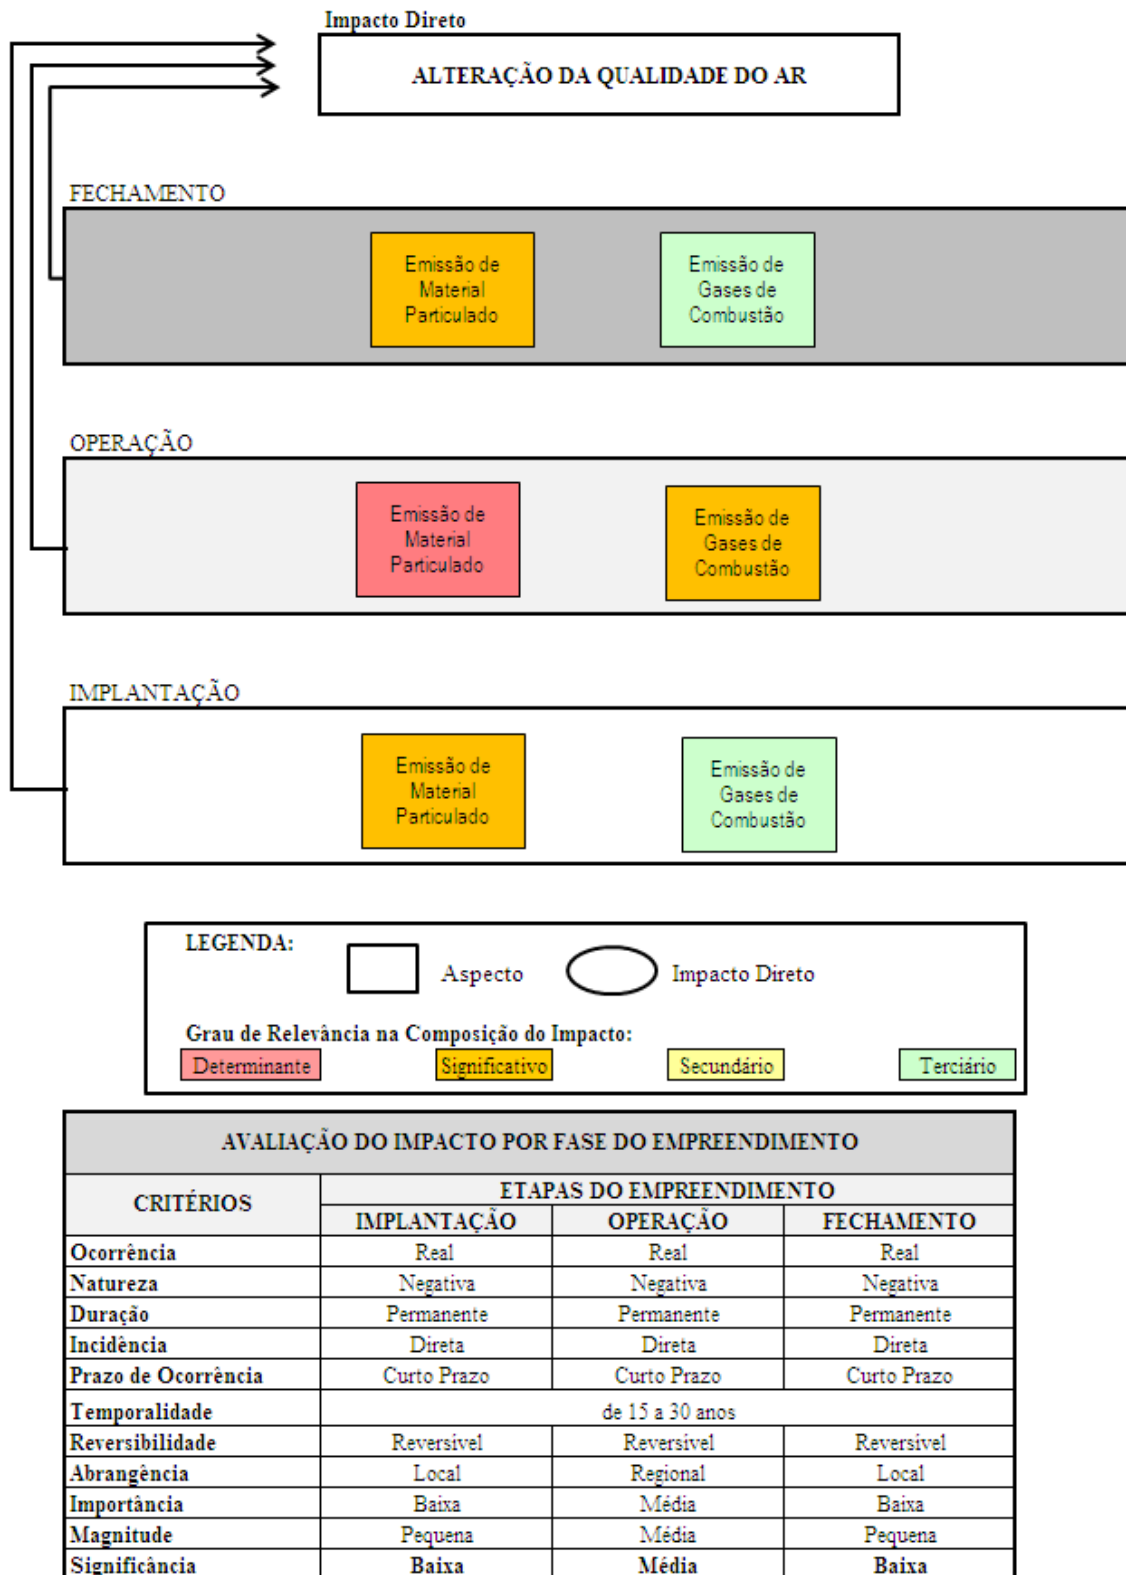 Impacto Direto
ALTERAÇÃO DA QUALIDADE DO AR
FECHAMENTO
Emissão de
Material
Particulado
Emissão de
Gases de
Combustão
OPERAÇÃO
Emissão de
Material
Particulado
Emissão de
Gases de
Combustão
IMPLANTAÇÃO
Emissão de
Material
Particulado
Emissão de
Gases de
Combustão
LEGENDA:
Aspecto Impacto Direto
Grau de Relevância na Composição do Impacto:
Determinante Significativo Secundário Terciário
AVALIAÇÃO DO IMPACTO POR FASE DO EMPREENDIMENTO
CRITÉRIOS ETAPAS DO EMPREENDIMENTO
IMPLANTAÇÃO OPERAÇÃO FECHAMENTO
Ocorrência Real Real Real
Natureza Negativa Negativa Negativa
Duração Permanente Permanente Permanente
Incidência Direta Direta Direta
Prazo de Ocorrência Curto Prazo Curto Prazo Curto Prazo
Temporalidade de 15 a 30 anos
Reversibilidade Reversível Reversível Reversível
Abrangência Local Regional Local
Importância Baixa Média Baixa
Magnitude Pequena Média Pequena
Significância Baixa Média Baixa